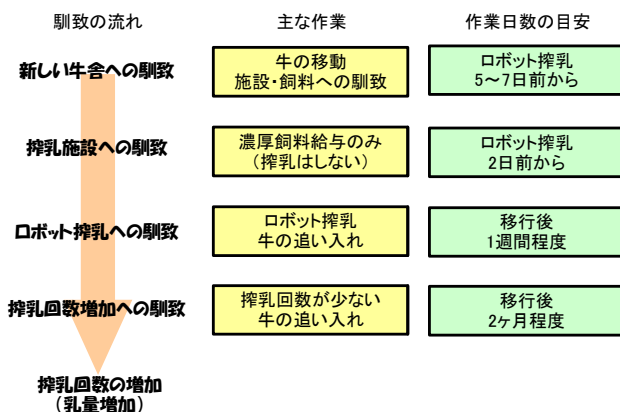 馴致の流れ
主な作業
作業日数の目安
新しい牛舎への馴致
牛の移動
施設・飼料への馴致
ロボット搾乳
5～7日前から
搾乳施設への馴致
濃厚飼料給与のみ
（搾乳はしない）
ロボット搾乳
2日前から
ロボット搾乳への馴致
ロボット搾乳
牛の追い入れ
移行後
1週間程度
搾乳回数増加への馴致
搾乳回数が少ない
牛の追い入れ
移行後
2ヶ月程度
搾乳回数の増加
（乳量増加）